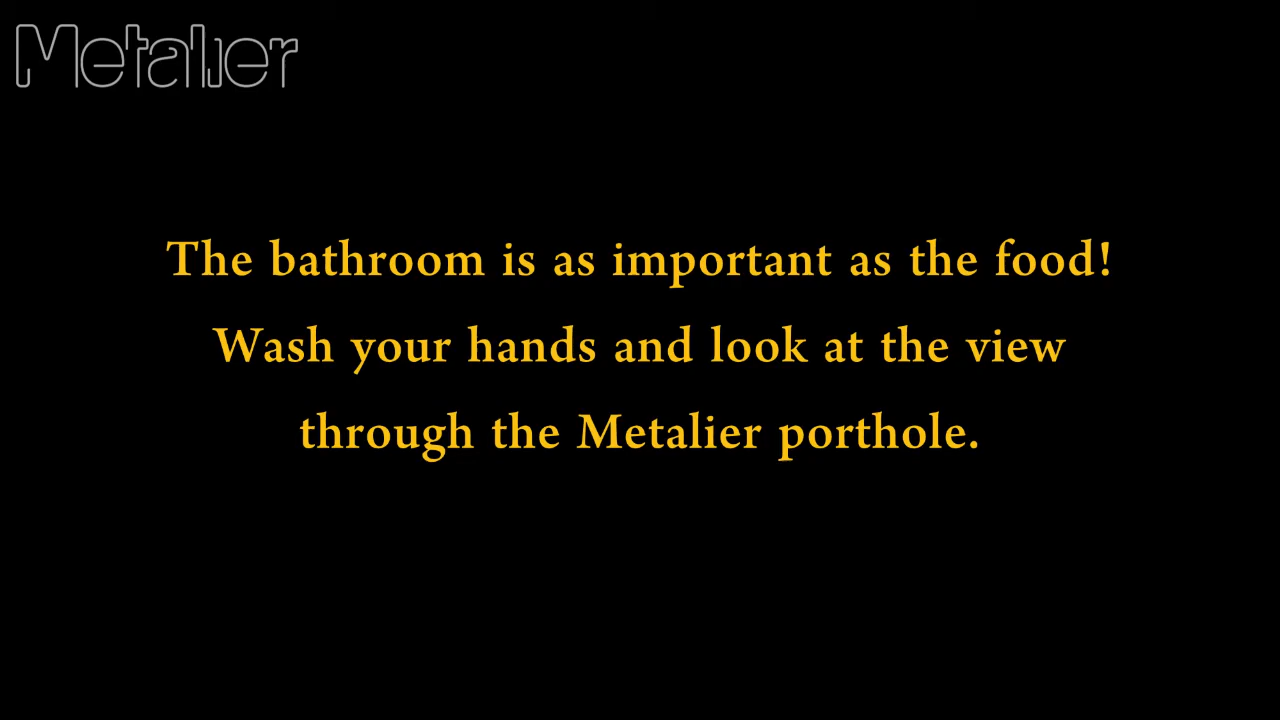 Metalier
The bathroom is as important as the food!
Wash your hands and look at the view
through the Metalier porthole.